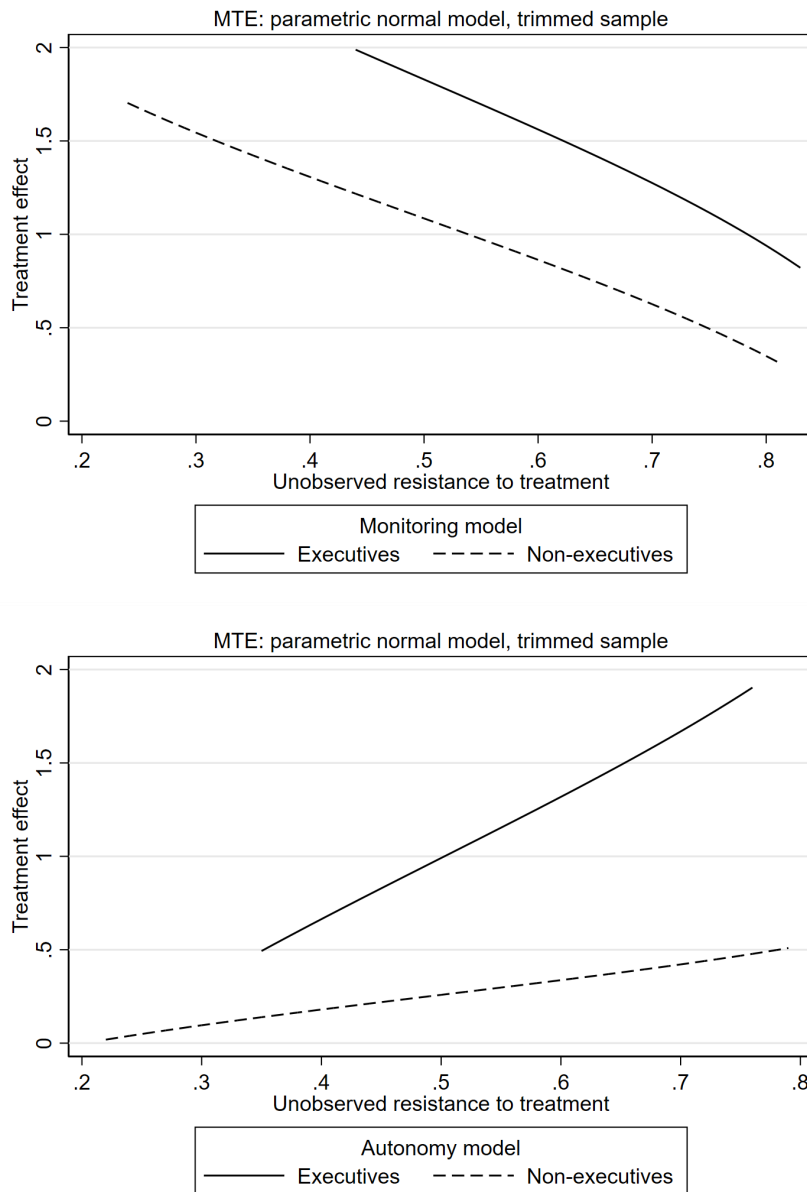 MTE: parametric normal model, trimmed sample
Treatment effect
2
1.5
1
.5
0
.2 .3 .4 .5 .6 .7 .8
Unobserved resistance to treatment
Monitoring model
Executives Non-executives
MTE: parametric normal model, trimmed sample
Treatment effect
2
1.5
1
.5
0
.2 .3 .4 .5 .6 .7 .8
Unobserved resistance to treatment
Autonomy model
Executives Non-executives